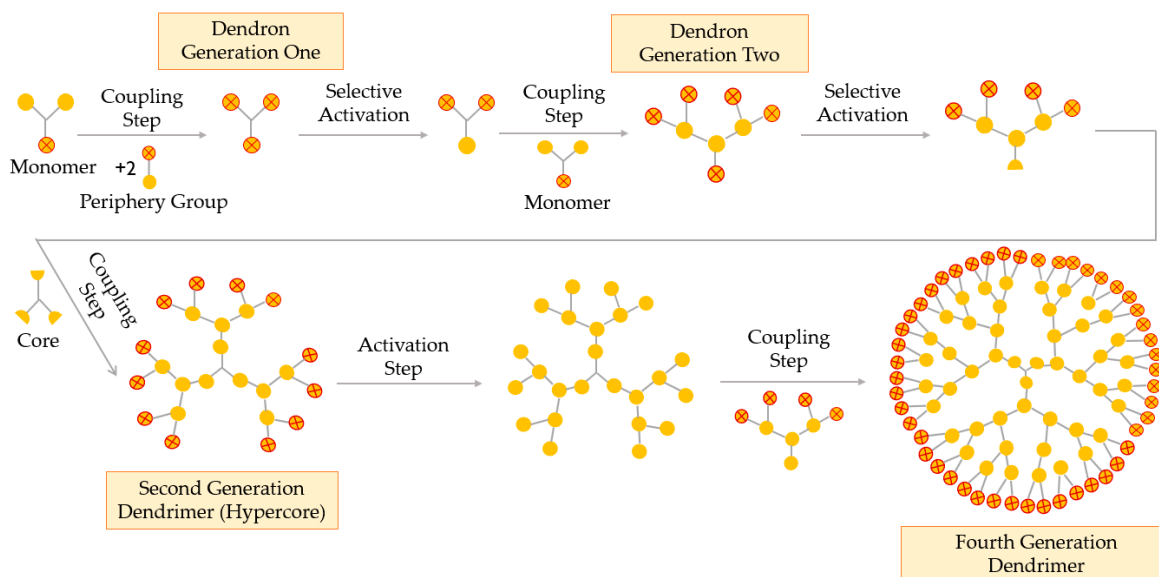 Dendron
Generation One
Dendron
Generation Two
Coupling
Step
Selective
Activation
Coupling
Step
Selective
Activation
Monomer
+2
Periphery Group
Monomer
Coupling
Step
Core
Activation
Step
Coupling
Step
Second Generation
Dendrimer (Hypercore)
Fourth Generation
Dendrimer